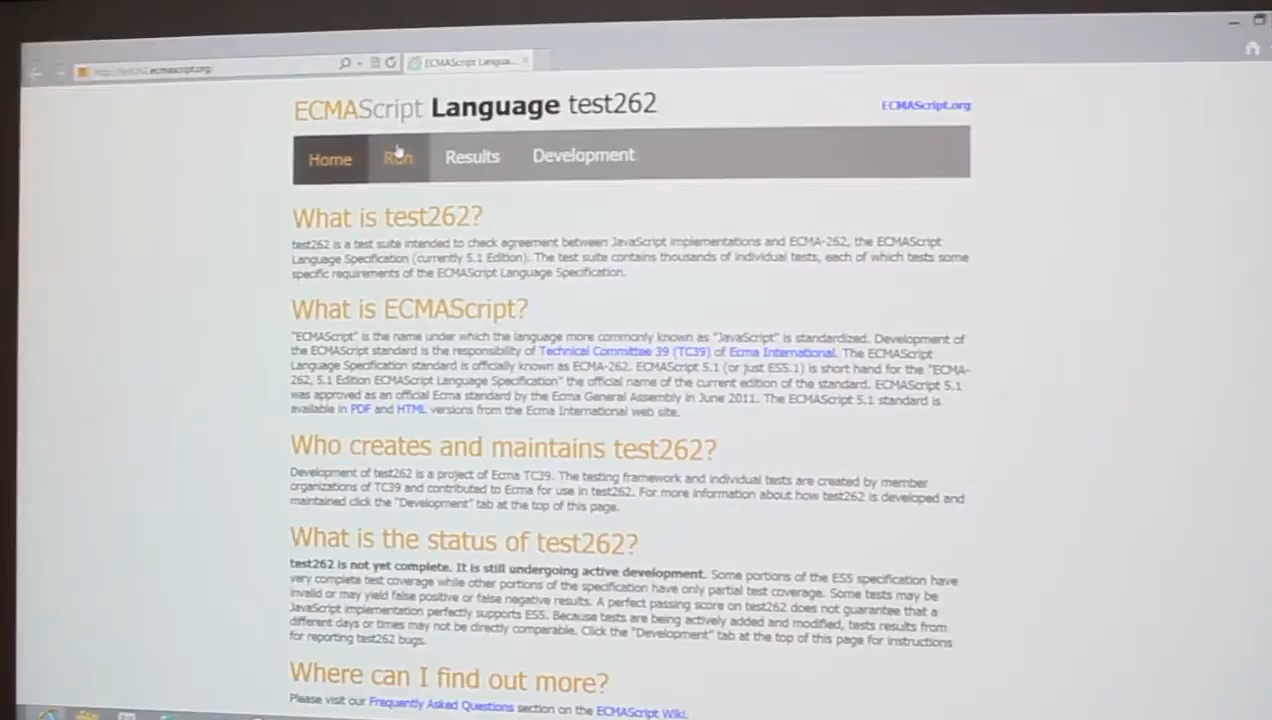 http://test262.ecmascript.org/
ECMAScript Langua...
ECMAScript Language test262
ECMAScript.org
Home Run Results Development
What is test262?
test262 is a test suite intended to check agreement between JavaScript implementations and ECMA-262, the ECMAScript
Language Specification (currently 5.1 Edition). The test suite contains thousands of individual tests, each of which tests some
specific requirements of the ECMAScript Language Specification.
What is ECMAScript?
"ECMAScript" is the name under which the language more commonly known as "JavaScript" is standardized. Development of
the ECMAScript standard is the responsibility of Technical Committee 39 (TC39) of Ecma International. The ECMAScript
Language Specification standard is officially known as ECMA-262. ECMAScript 5.1 (or just ES5.1) is short hand for the "ECMA-
262, 5.1 Edition ECMAScript Language Specification" the official name of the current edition of the standard. ECMAScript 5.1
was approved as an official Ecma standard by the Ecma General Assembly in June 2011. The ECMAScript 5.1 standard is
available in PDF and HTML versions from the Ecma International web site.
Who creates and maintains test262?
Development of test262 is a project of Ecma TC39. The testing framework and individual tests are created by member
organizations of TC39 and contributed to Ecma for use in test262. For more information about how test262 is developed and
maintained click the "Development" tab at the top of this page.
What is the status of test262?
test262 is not yet complete. It is still undergoing active development. Some portions of the ES5 specification have
very complete test coverage while other portions of the specification have only partial test coverage. Some tests may be
invalid or may yield false positive or false negative results. A perfect passing score on test262 does not guarantee that a
JavaScript implementation perfectly supports ES5. Because tests are being actively added and modified, tests results from
different days or times may not be directly comparable. Click the "Development" tab at the top of this page for instructions
for reporting test262 bugs.
Where can I find out more?
Please visit our Frequently Asked Questions section on the ECMAScript Wiki.